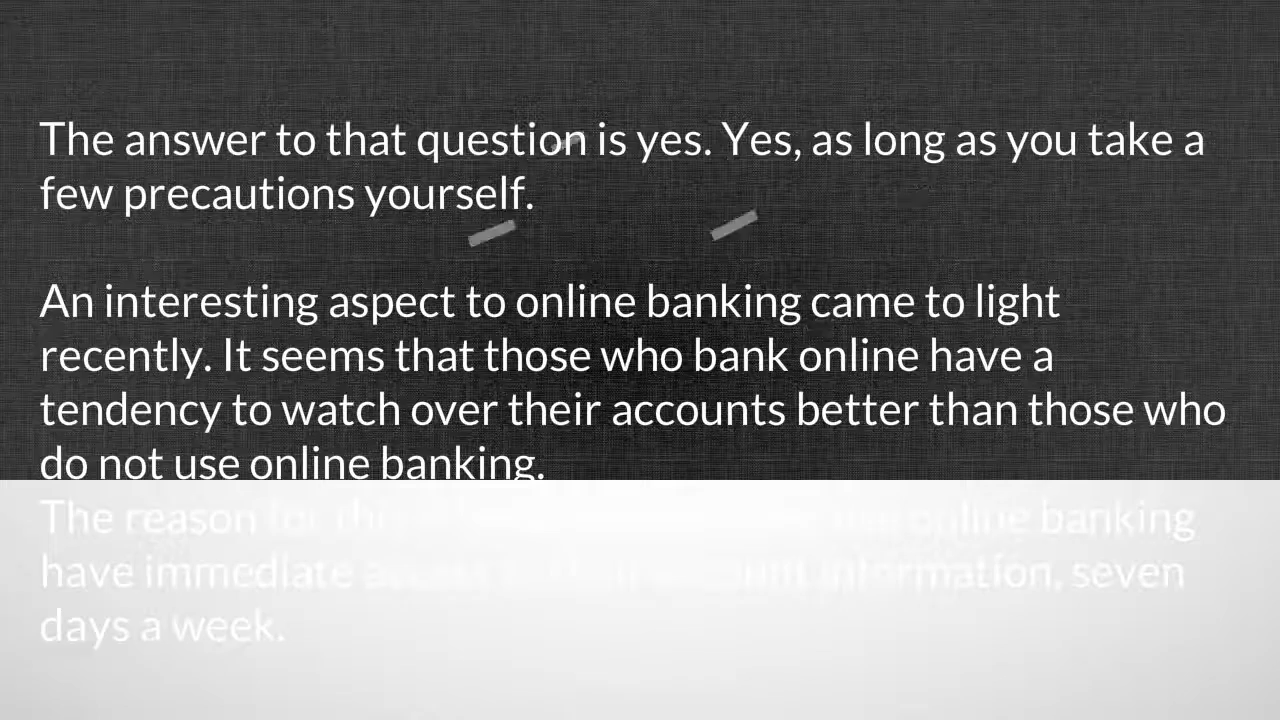 The answer to that question is yes. Yes, as long as you take a
few precautions yourself.
An interesting aspect to online banking came to light
recently. It seems that those who bank online have a
tendency to watch over their accounts better than those who
do not use online banking.
The reason for online banking
have immediate information, seven
days a week.